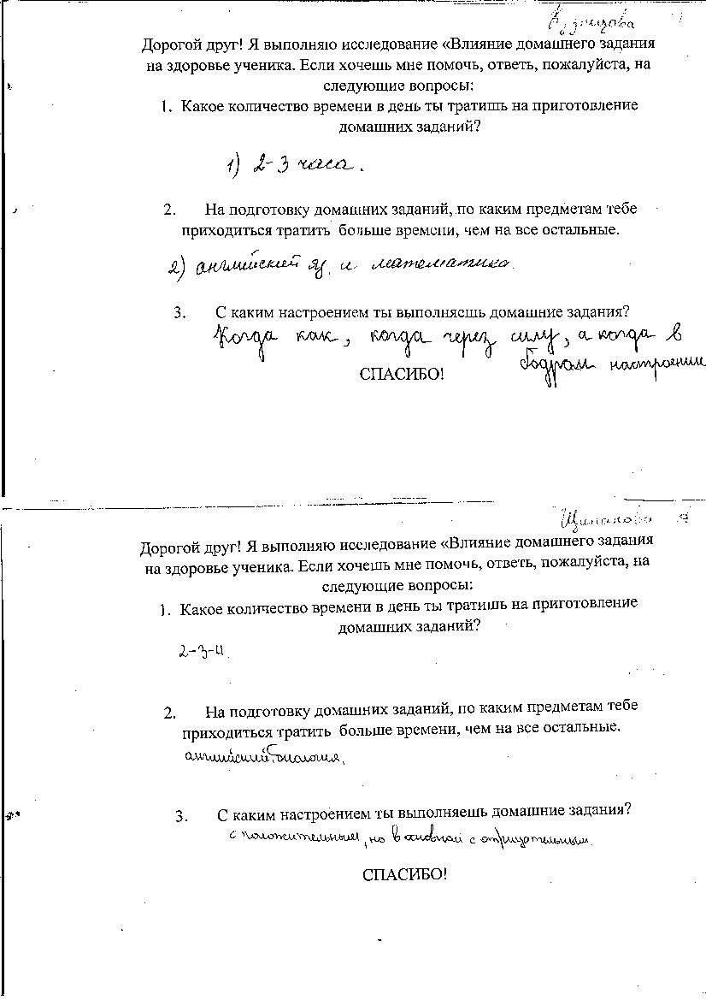 Кузнецова
Дорогой друг! Я выполняю исследование «Влияние домашнего задания
на здоровье ученика. Если хочешь мне помочь, ответь, пожалуйста, на
следующие вопросы:
1. Какое количество времени в день ты тратишь на приготовление
домашних заданий?
1) 2-3 часа.
2. На подготовку домашних заданий, по каким предметам тебе
приходиться тратить больше времени, чем на все остальные.
2) английский яз. и математика.
3. С каким настроением ты выполняешь домашние задания?
Когда как, когда через силу, а когда в
бодром настроении
СПАСИБО!
Дорогой друг! Я выполняю исследование «Влияние домашнего задания
на здоровье ученика. Если хочешь мне помочь, ответь, пожалуйста, на
следующие вопросы:
1. Какое количество времени в день ты тратишь на приготовление
домашних заданий?
2-3-ч.
2. На подготовку домашних заданий, по каким предметам тебе
приходиться тратить больше времени, чем на все остальные.
английский биология.
3. С каким настроением ты выполняешь домашние задания?
с положительным, но в основном с отрицательным.
СПАСИБО!